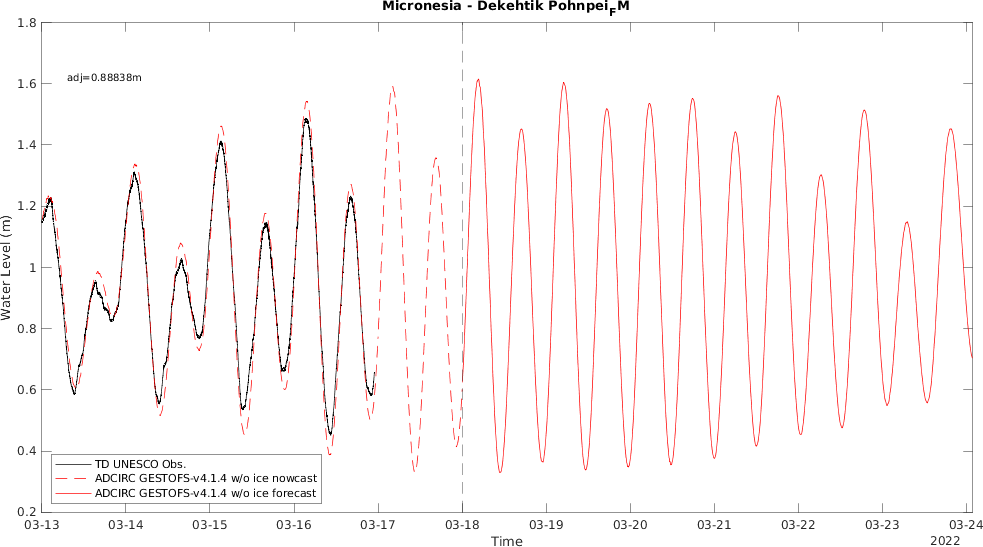 Micronesia - Dekehtik Pohnpei_FM
adj=0.88838m
Water Level (m)
1.8
1.6
1.4
1.2
1
0.8
0.6
0.4
0.2
TD UNESCO Obs.
ADCIRC GESTOFS-v4.1.4 w/o ice nowcast
ADCIRC GESTOFS-v4.1.4 w/o ice forecast
03-13 03-14 03-15 03-16 03-17 03-18 03-19 03-20 03-21 03-22 03-23 03-24
Time
2022